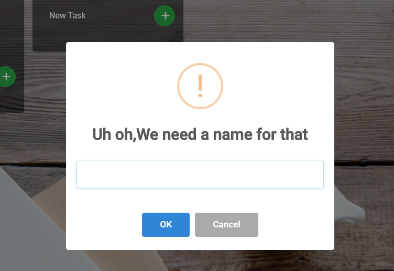 New Task
+
+
!
Uh oh,We need a name for that
OK
Cancel